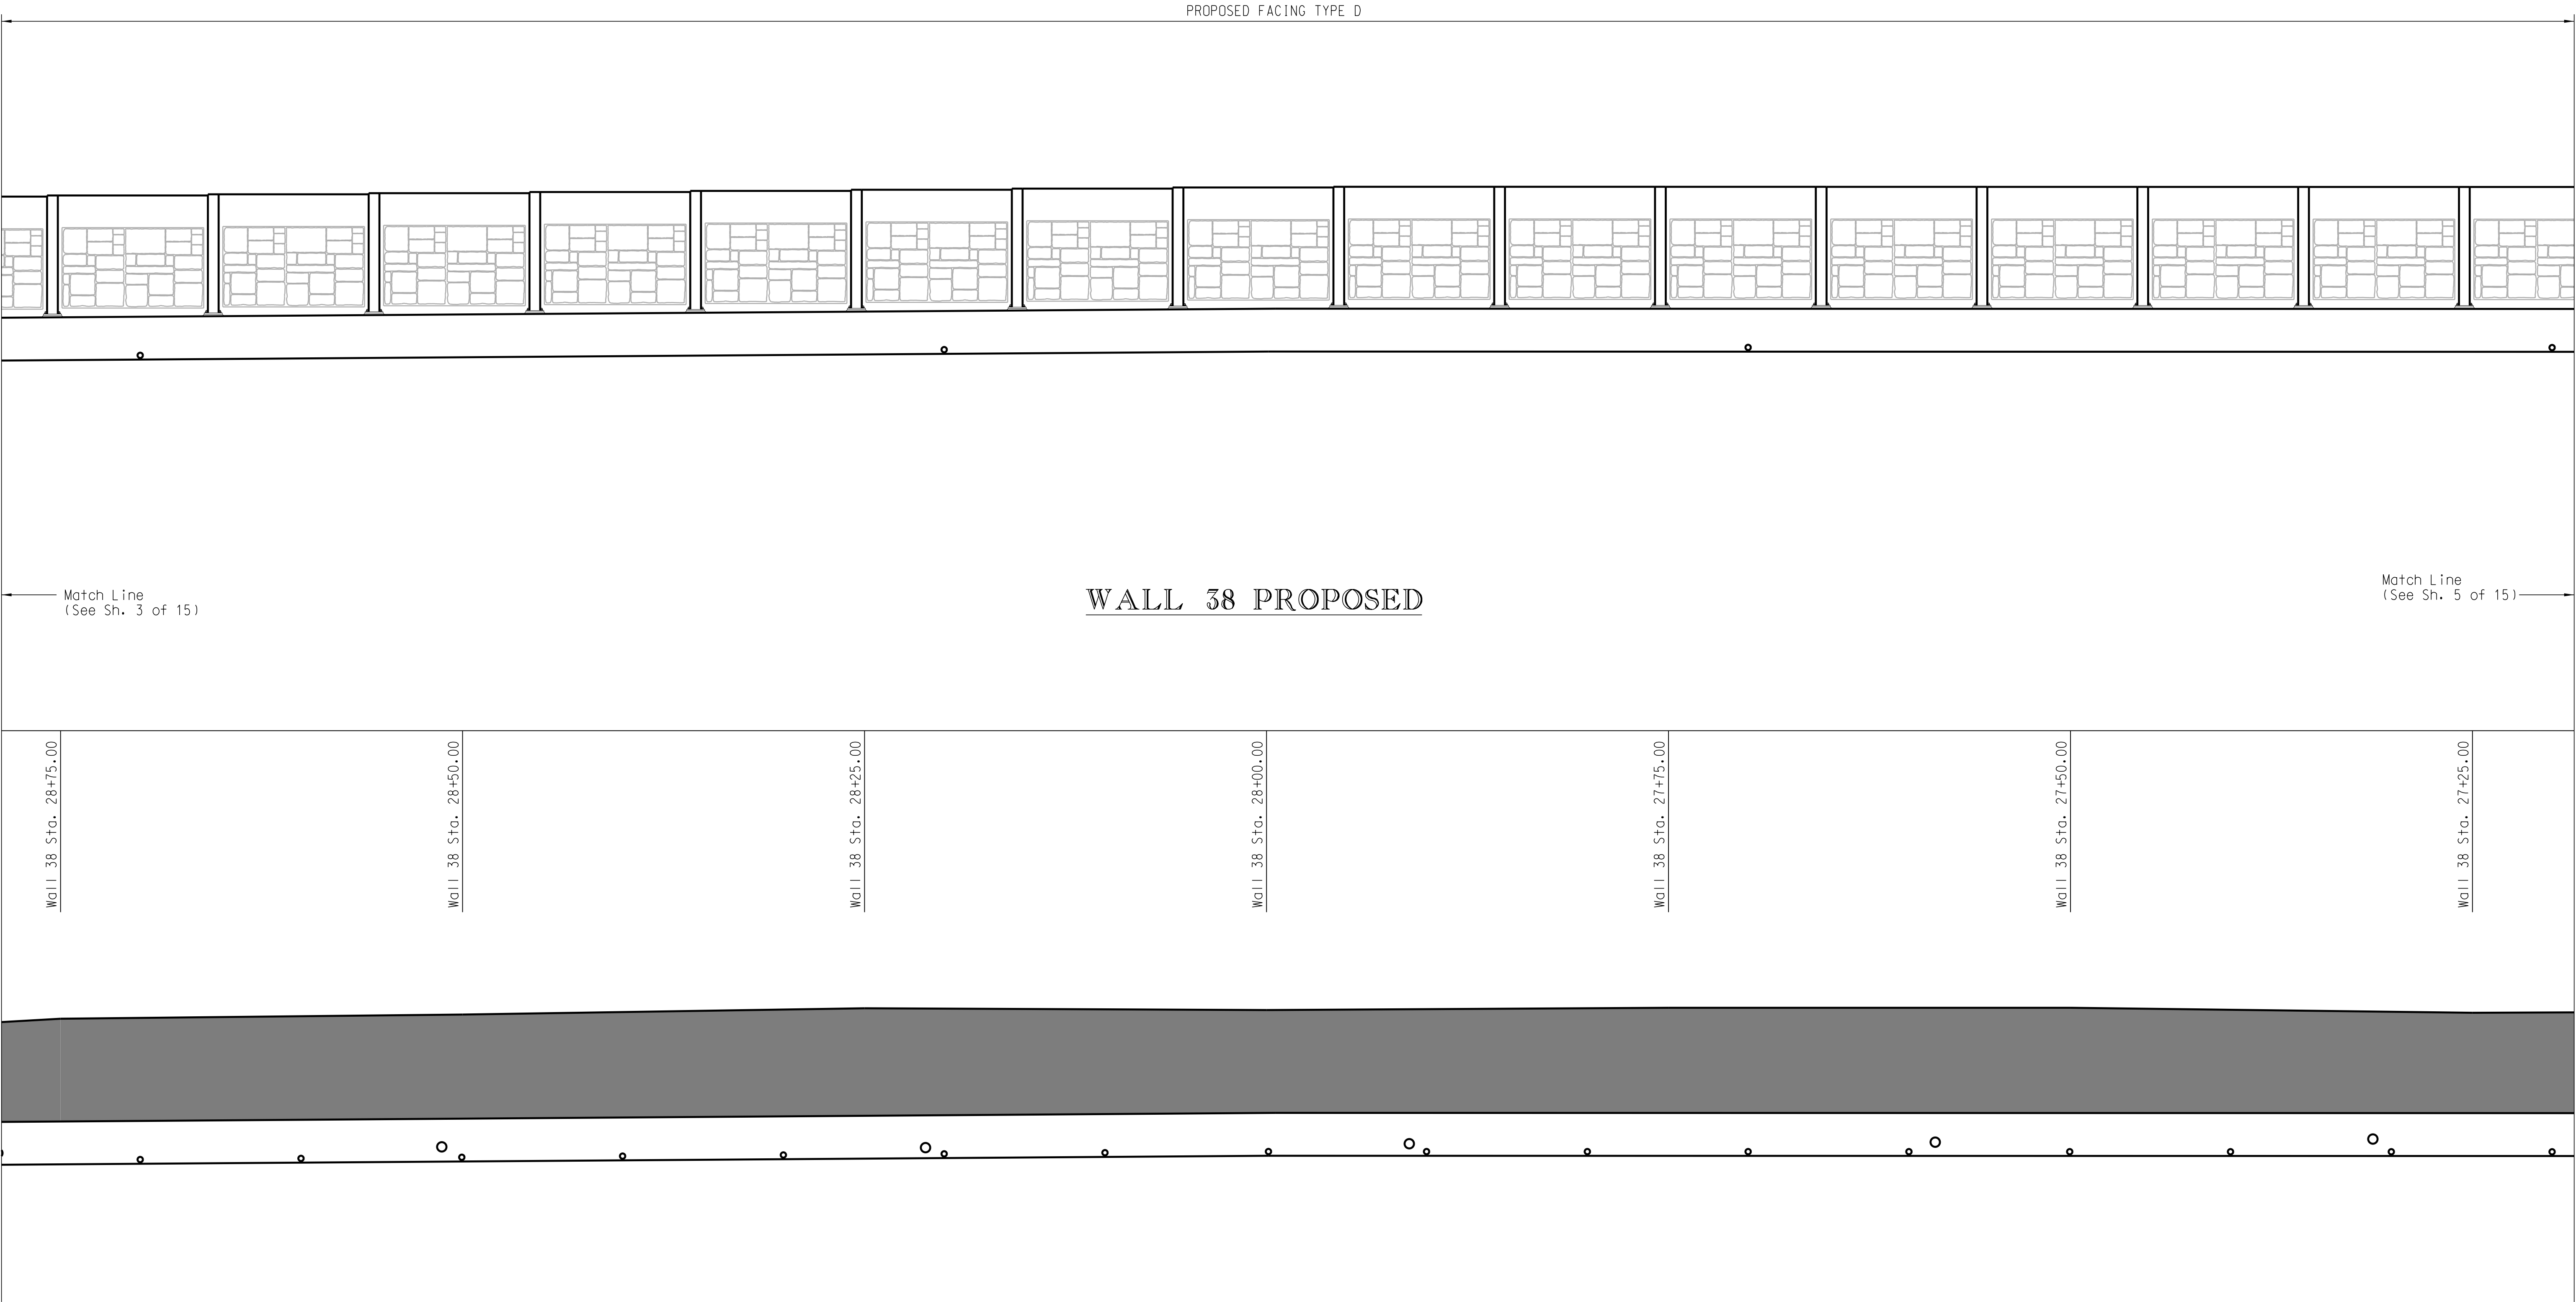 PROPOSED FACING TYPE D
Match Line
(See Sh. 3 of 15)
WALL 38 PROPOSED
Match Line
(See Sh. 5 of 15)
Wall 38 Sta. 28+75.00
Wall 38 Sta. 28+50.00
Wall 38 Sta. 28+25.00
Wall 38 Sta. 28+00.00
Wall 38 Sta. 27+75.00
Wall 38 Sta. 27+50.00
Wall 38 Sta. 27+25.00